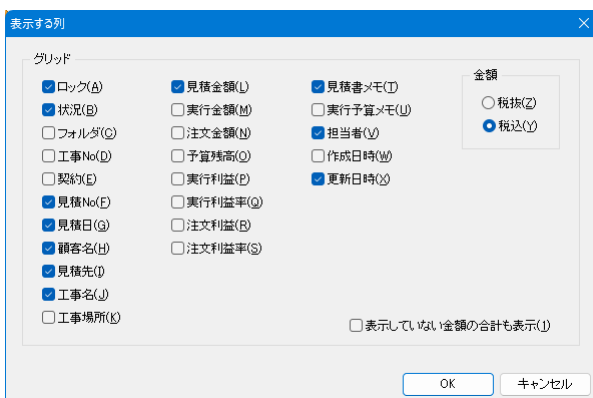 表示する列
グリッド
ロック(A)
状況(B)
フォルダ(C)
工事No(D)
契約(E)
見積No(F)
見積日(G)
顧客名(H)
見積先(I)
工事名(J)
工事場所(K)
見積金額(L)
実行金額(M)
注文金額(N)
予算残高(O)
実行利益(P)
実行利益率(Q)
注文利益(R)
注文利益率(S)
見積書メモ(T)
実行予算メモ(U)
担当者(V)
作成日時(W)
更新日時(X)
金額
税抜(Z)
税込(Y)
表示していない金額の合計も表示(1)
OK
キャンセル